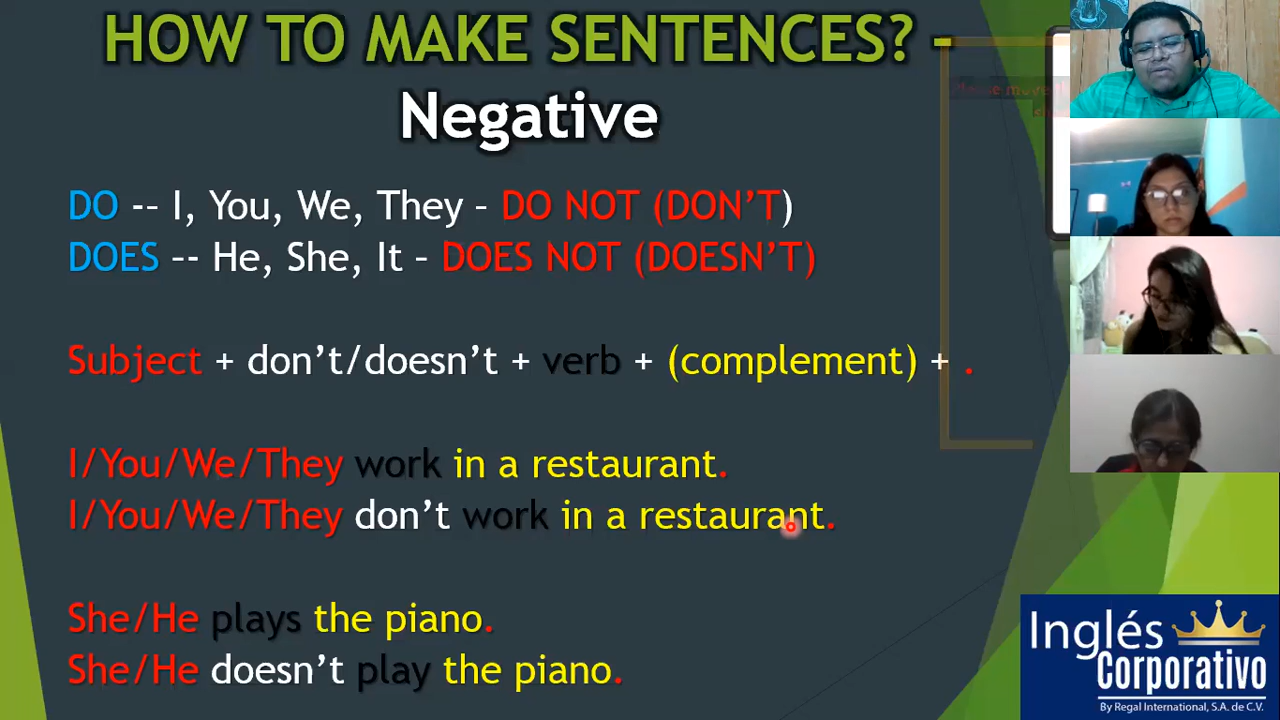 HOW TO MAKE SENTENCES? -
Negative
DO -- I, You, We, They – DO NOT (DON'T)
DOES -- He, She, It – DOES NOT (DOESN'T)
Subject + don't/doesn't + verb + (complement) + .
I/You/We/They work in a restaurant.
I/You/We/They don't work in a restaurant.
She/He plays the piano.
She/He doesn't play the piano.
Inglés
Corporativo
By Regal International, S.A. de C.V.